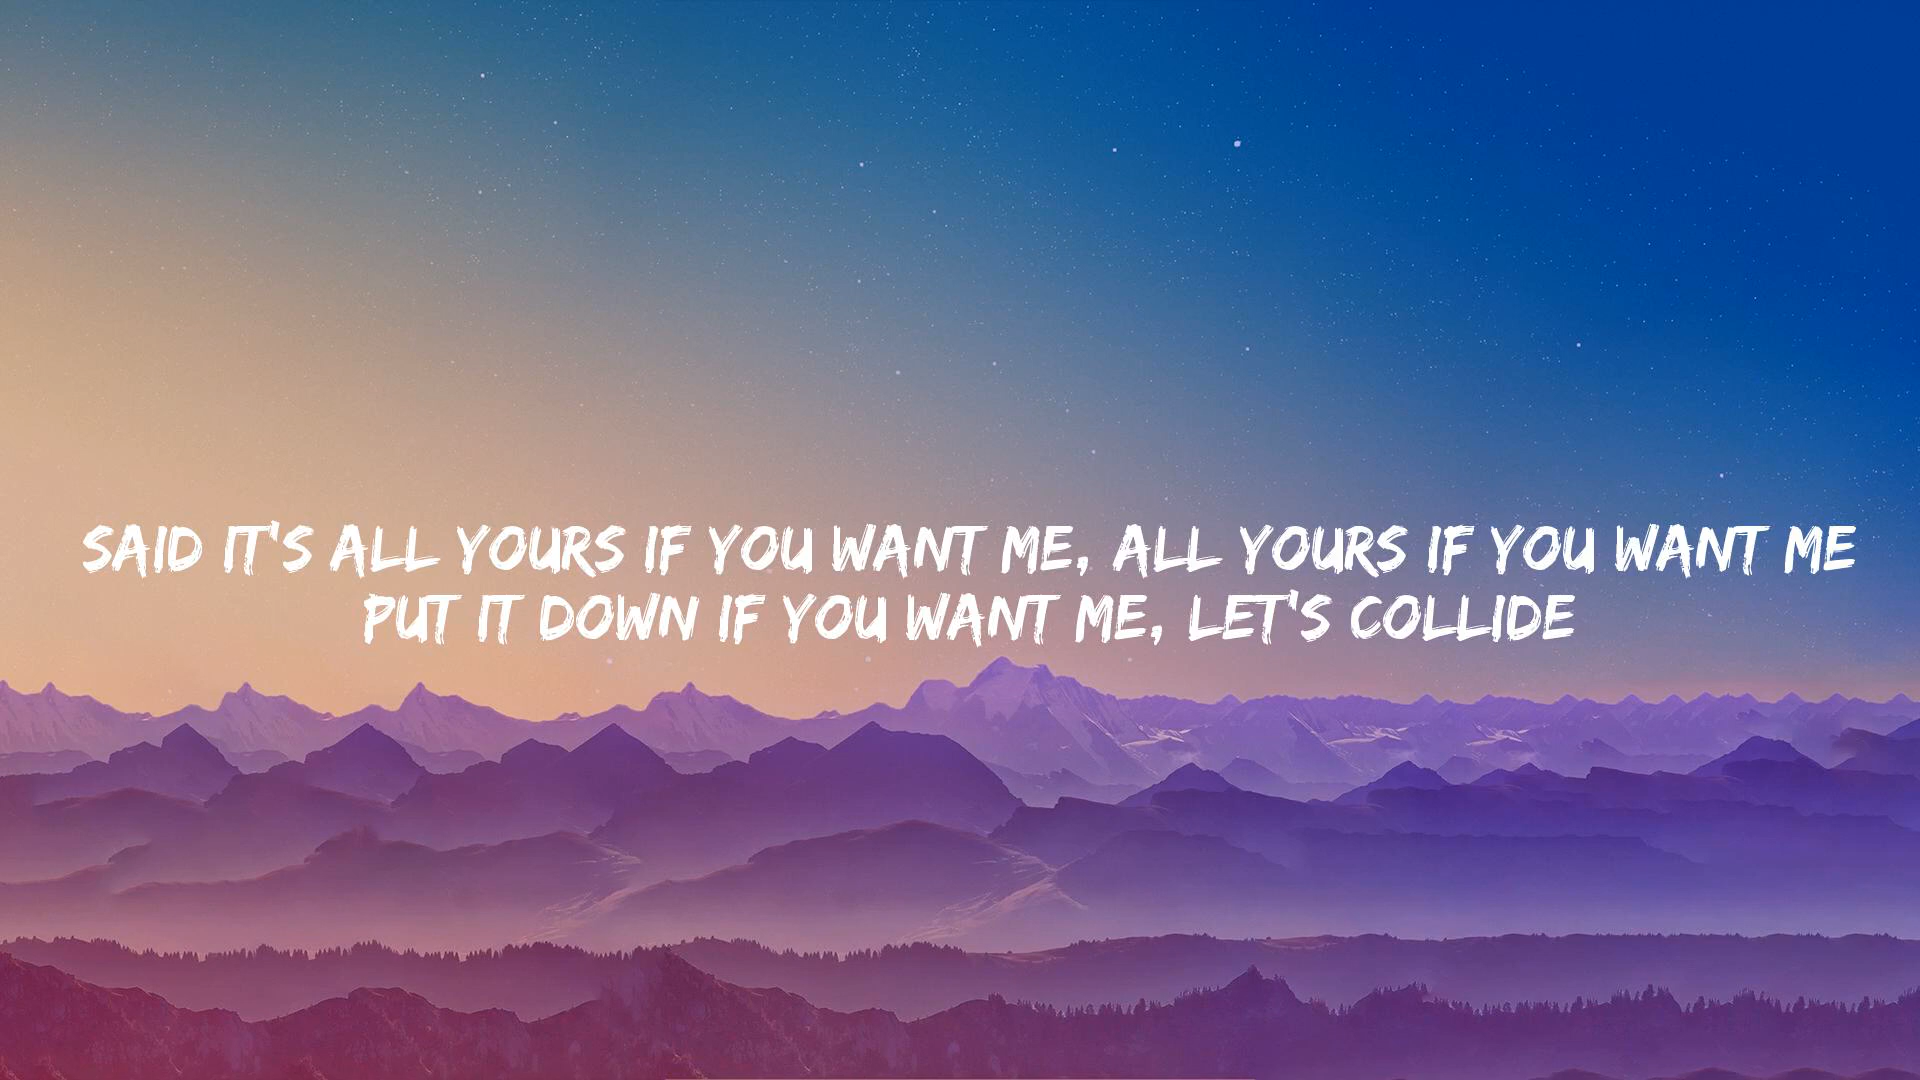 SAID IT'S ALL YOURS IF YOU WANT ME, ALL YOURS IF YOU WANT ME
PUT IT DOWN IF YOU WANT ME, LET'S COLLIDE